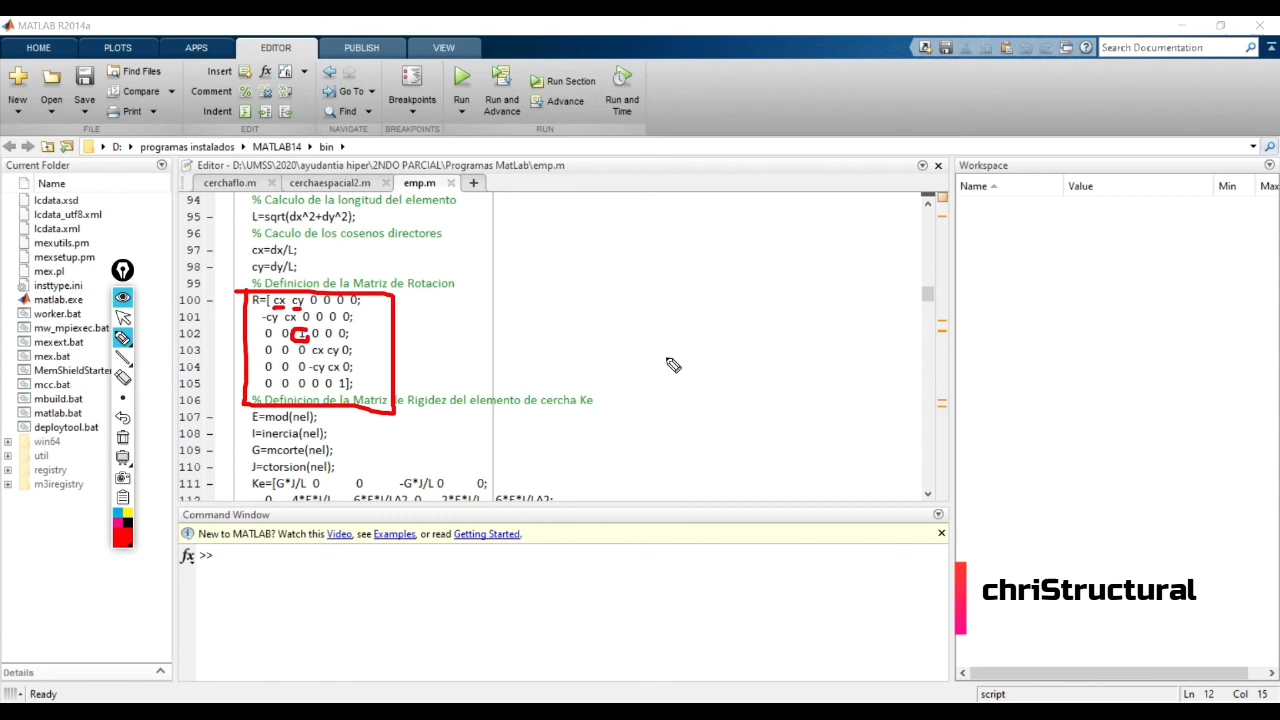 MATLAB R2014a
HOME PLOTS APPS EDITOR PUBLISH VIEW
Search Documentation
New Open Save Find Files Compare Print
Insert fx Comment Indent
Go To Find
Breakpoints Run Run and Advance Run Section Advance Run and Time
FILE EDIT NAVIGATE BREAKPOINTS RUN
D: programas instalados MATLAB14 bin
Current Folder
Name
lcdata.xsd
lcdata_utf8.xml
lcdata.xml
mexutils.pm
mexsetup.pm
mex.pl
insttype.ini
matlab.exe
mw_mpiexec.bat
mexext.bat
mex.bat
MemShieldStarter
mcc.bat
mbuild.bat
matlab.bat
deploytool.bat
win64
util
registry
m3iregistry
Details
Editor - D:\UMSS\2020\ayudantia hiper\2NDO PARCIAL\Programas MatLab\emp.m
cerchaflo.m cerchaespacial2.m emp.m
94 % Calculo de la longitud del elemento
95 – L=sqrt(dx^2+dy^2);
96 % Caculo de los cosenos directores
97 – cx=dx/L;
98 – cy=dy/L;
99 % Definicion de la Matriz de Rotacion
100 – R=[ cx cy 0 0 0 0;
101 – -cy cx 0 0 0 0;
102 – 0 0 1 0 0 0;
103 – 0 0 0 cx cy 0;
104 – 0 0 0 -cy cx 0;
105 – 0 0 0 0 0 1];
106 % Definicion de la Matriz de Rigidez del elemento de cercha Ke
107 – E=mod(nel);
108 – I=inercia(nel);
109 – G=mcorte(nel);
110 – J=ctorsion(nel);
111 – Ke=[G*J/L 0 0 -G*J/L 0 0;
Command Window
New to MATLAB? Watch this Video, see Examples, or read Getting Started.
fx >>
Workspace
Name Value Min Max
chriStructural
Ready script Ln 12 Col 15